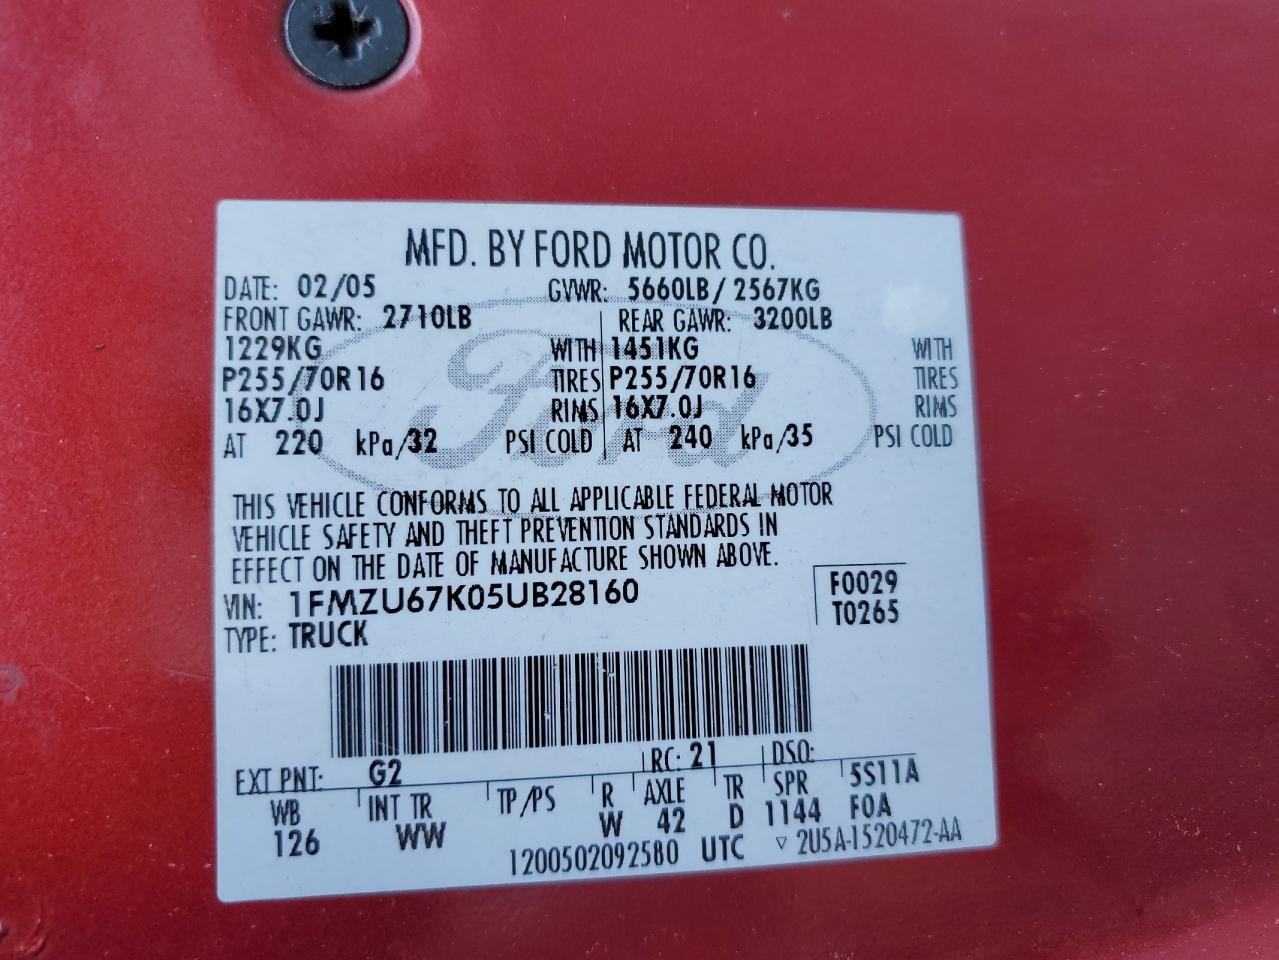 MFD. BY FORD MOTOR CO.
DATE: 02/05 GVWR: 5660LB/2567KG
FRONT GAWR: 2710LB REAR GAWR: 3200LB
1229KG WITH 1451KG WITH
P255/70R16 TIRES P255/70R16 TIRES
16X7.0J RIMS 16X7.0J RIMS
AT 220 kPa/32 PSI COLD AT 240 kPa/35 PSI COLD
Ford
THIS VEHICLE CONFORMS TO ALL APPLICABLE FEDERAL MOTOR
VEHICLE SAFETY AND THEFT PREVENTION STANDARDS IN
EFFECT ON THE DATE OF MANUFACTURE SHOWN ABOVE.
VIN: 1FMZU67K05UB28160 F0029
TYPE: TRUCK T0265
EXT PNT: G2 RC: 21 DSO:
WB INT TR TP/PS R AXLE TR SPR 5S11A
126 WW W 42 D 1144 F0A
1200502092580 UTC ▽ 2U5A-1520472-AA